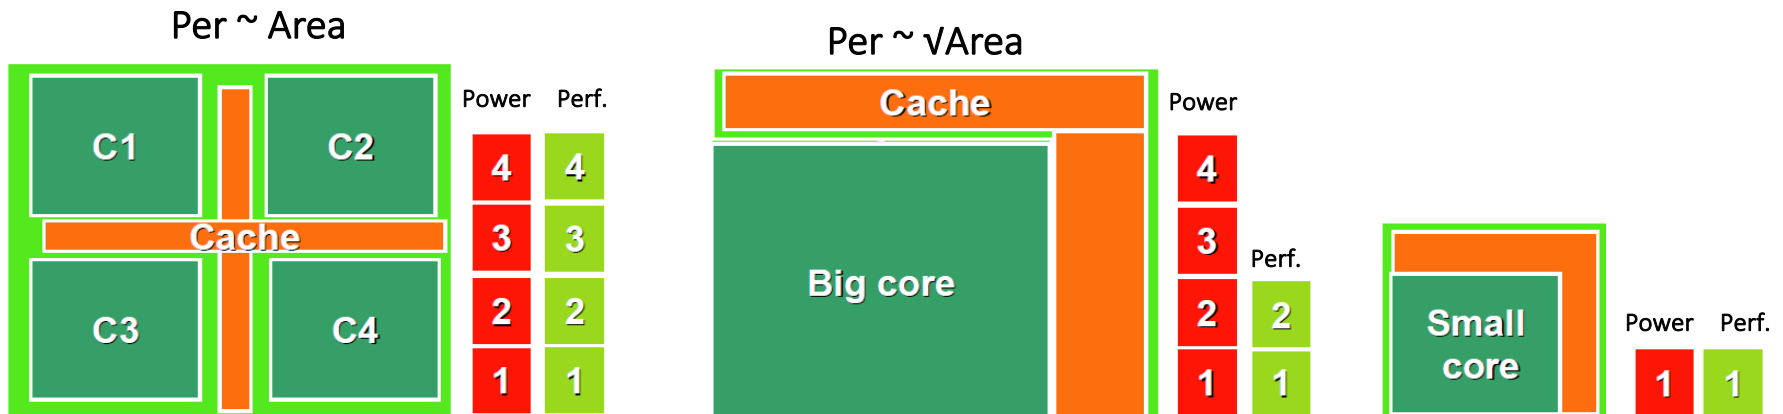 Per ~ Area
C1
C2
Cache
C3
C4
Power Perf.
4 4
3 3
2 2
1 1
Per ~ √Area
Cache
Big core
Power
4
3
2
1
Perf.
2
1
Small
core
Power Perf.
1 1